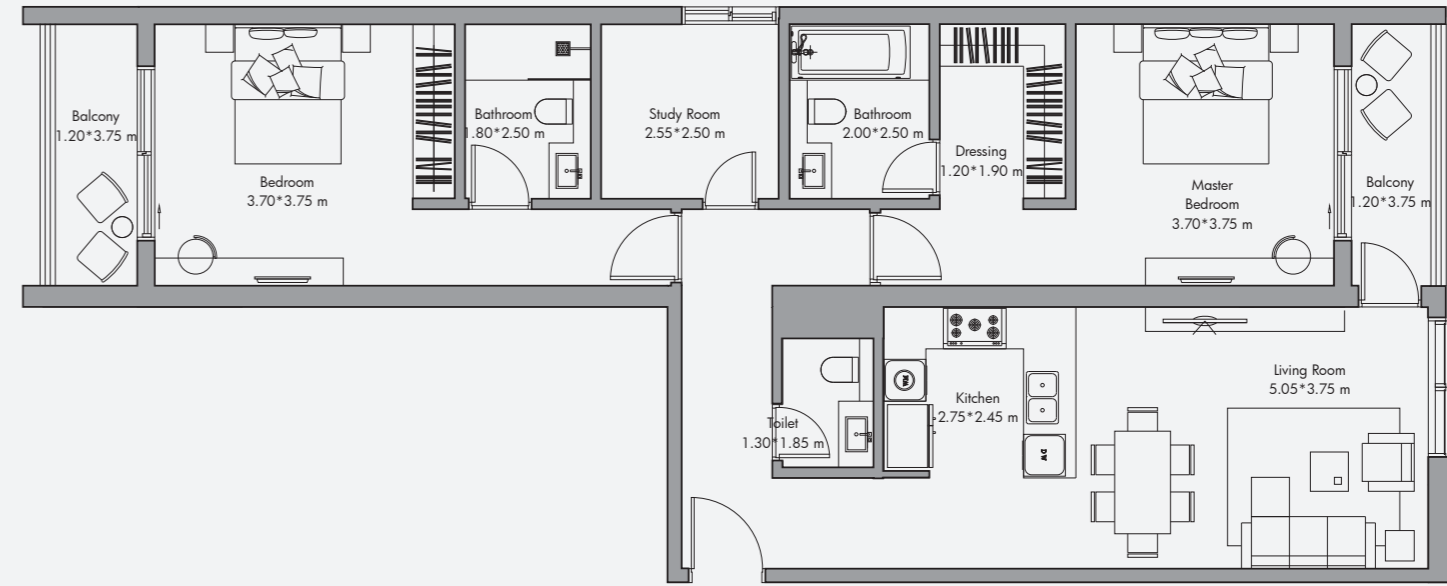 Balcony
1.20*3.75 m
Bedroom
3.70*3.75 m
Bathroom
1.80*2.50 m
Study Room
2.55*2.50 m
Bathroom
2.00*2.50 m
Dressing
1.20*1.90 m
Master
Bedroom
3.70*3.75 m
Balcony
1.20*3.75 m
Toilet
1.30*1.85 m
Kitchen
2.75*2.45 m
DW
Living Room
5.05*3.75 m